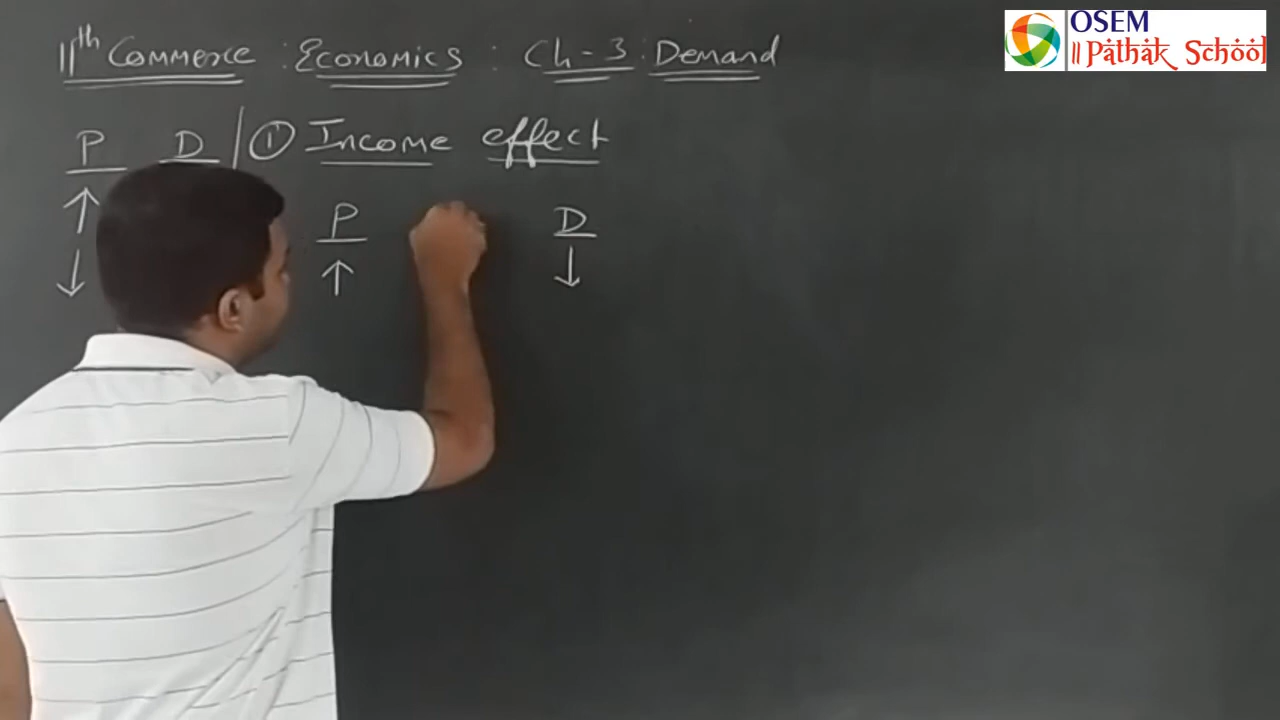 11th Commerce : Economics : Ch-3 : Demand
OSEM
॥ Pathak School
P D / ① Income effect
↑ P D
↓ ↑ ↓